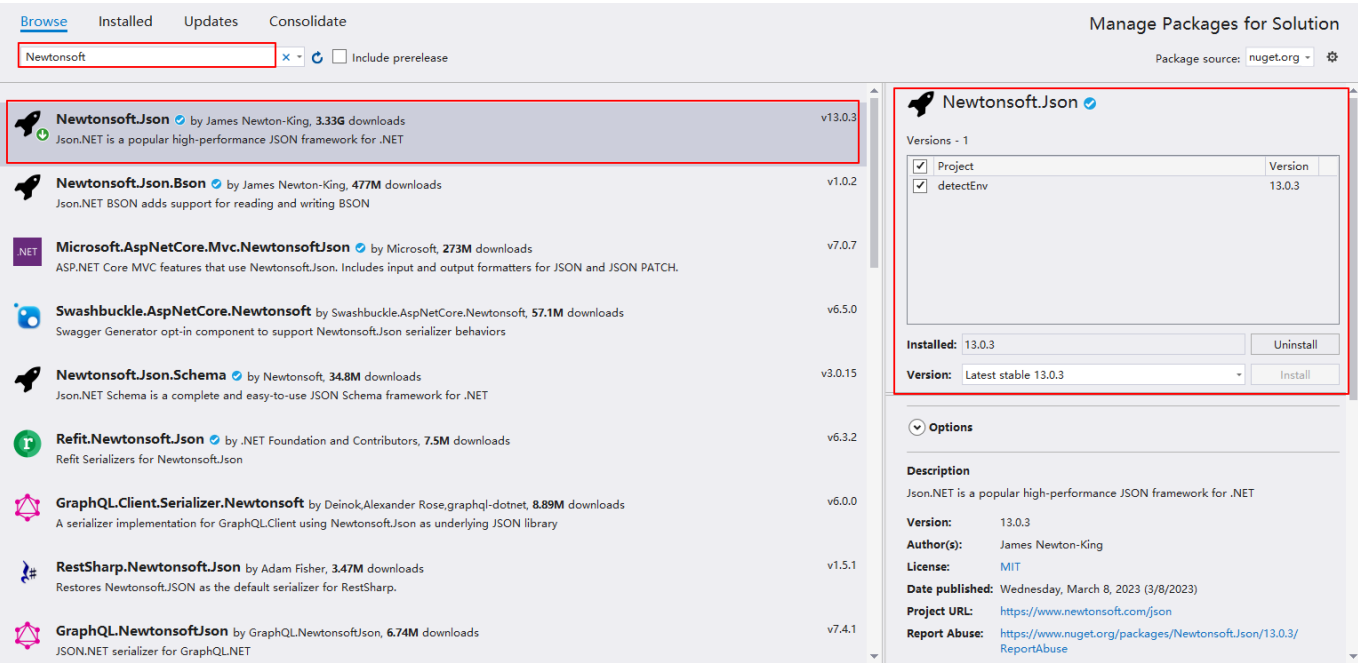 Browse Installed Updates Consolidate
Manage Packages for Solution
Newtonsoft
Include prerelease
Package source: nuget.org
Newtonsoft.Json by James Newton-King, 3.33G downloads v13.0.3
Json.NET is a popular high-performance JSON framework for .NET
Newtonsoft.Json.Bson by James Newton-King, 477M downloads v1.0.2
Json.NET BSON adds support for reading and writing BSON
.NET
Microsoft.AspNetCore.Mvc.NewtonsoftJson by Microsoft, 273M downloads v7.0.7
ASP.NET Core MVC features that use Newtonsoft.Json. Includes input and output formatters for JSON and JSON PATCH.
Swashbuckle.AspNetCore.Newtonsoft by Swashbuckle.AspNetCore.Newtonsoft, 57.1M downloads v6.5.0
Swagger Generator opt-in component to support Newtonsoft.Json serializer behaviors
Newtonsoft.Json.Schema by Newtonsoft, 34.8M downloads v3.0.15
Json.NET Schema is a complete and easy-to-use JSON Schema framework for .NET
r
Refit.Newtonsoft.Json by .NET Foundation and Contributors, 7.5M downloads v6.3.2
Refit Serializers for Newtonsoft.Json
GraphQL.Client.Serializer.Newtonsoft by Deinok,Alexander Rose,graphql-dotnet, 8.89M downloads v6.0.0
A serializer implementation for GraphQL.Client using Newtonsoft.Json as underlying JSON library
#
RestSharp.Newtonsoft.Json by Adam Fisher, 3.47M downloads v1.5.1
Restores Newtonsoft.JSON as the default serializer for RestSharp.
GraphQL.NewtonsoftJson by GraphQL.NewtonsoftJson, 6.74M downloads v7.4.1
JSON.NET serializer for GraphQL.NET
Newtonsoft.Json
Versions - 1
Project Version
detectEnv 13.0.3
Installed: 13.0.3 Uninstall
Version: Latest stable 13.0.3 Install
Options
Description
Json.NET is a popular high-performance JSON framework for .NET
Version: 13.0.3
Author(s): James Newton-King
License: MIT
Date published: Wednesday, March 8, 2023 (3/8/2023)
Project URL: https://www.newtonsoft.com/json
Report Abuse: https://www.nuget.org/packages/Newtonsoft.Json/13.0.3/
ReportAbuse